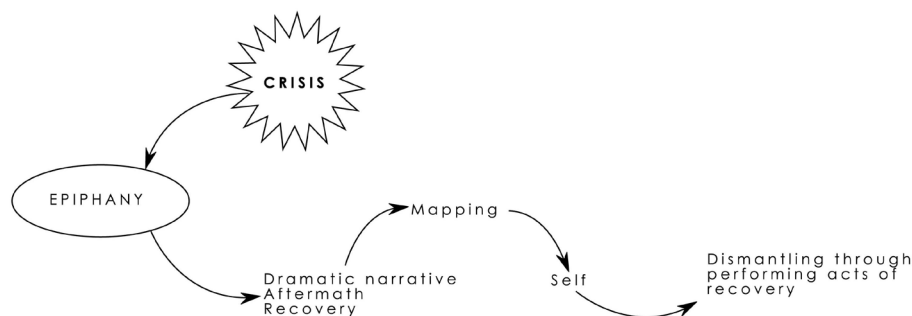 CRISIS
EPIPHANY
Dramatic narrative
Aftermath
Recovery
Mapping
Self
Dismantling through
performing acts of
recovery